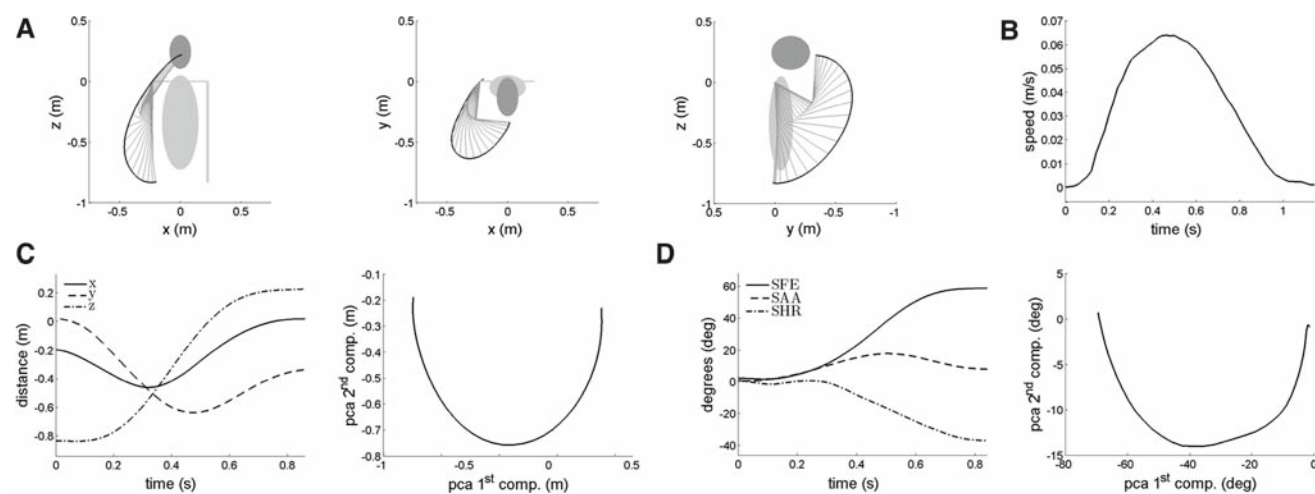 A
0.5
0
-0.5
-1
z (m)
-0.5 0 0.5
x (m)
0.5
0
-0.5
-1
y (m)
-0.5 0 0.5
x (m)
0.5
0
-0.5
-1
z (m)
0.5 0 -0.5 -1
y (m)
B
0.07
0.06
0.05
0.04
0.03
0.02
0.01
0
speed (m/s)
0 0.2 0.4 0.6 0.8 1
time (s)
C
x
y
z
0.2
0
-0.2
-0.4
-0.6
-0.8
distance (m)
0 0.2 0.4 0.6 0.8
time (s)
-0.1
-0.2
-0.3
-0.4
-0.5
-0.6
-0.7
-0.8
pca 2nd comp. (m)
-1 -0.5 0 0.5
pca 1st comp. (m)
D
SFE
SAA
SHR
60
40
20
0
-20
-40
degrees (deg)
0 0.2 0.4 0.6 0.8
time (s)
5
0
-5
-10
-15
pca 2nd comp. (deg)
-80 -60 -40 -20 0
pca 1st comp. (deg)